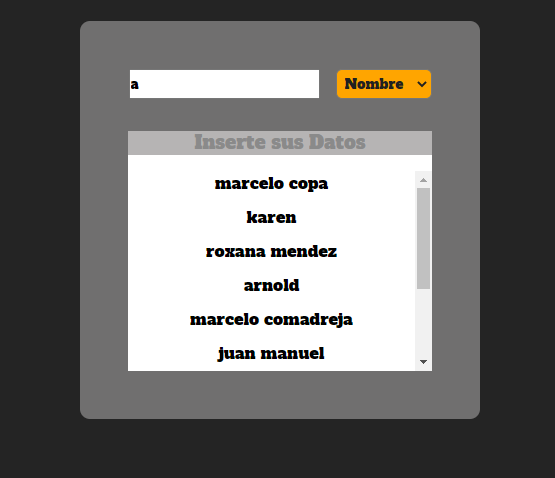 a
Nombre
Inserte sus Datos
marcelo copa
karen
roxana mendez
arnold
marcelo comadreja
juan manuel